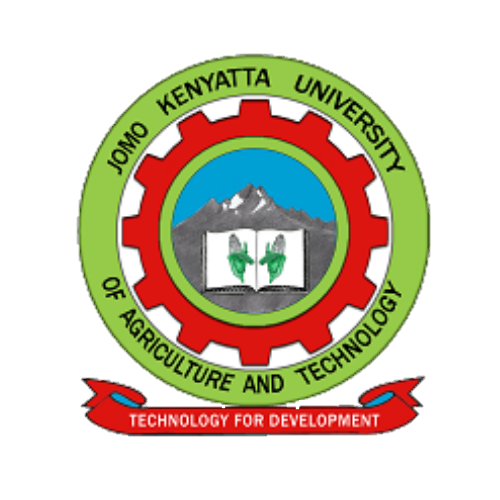 JOMO KENYATTA UNIVERSITY
OF AGRICULTURE AND TECHNOLOGY
TECHNOLOGY FOR DEVELOPMENT